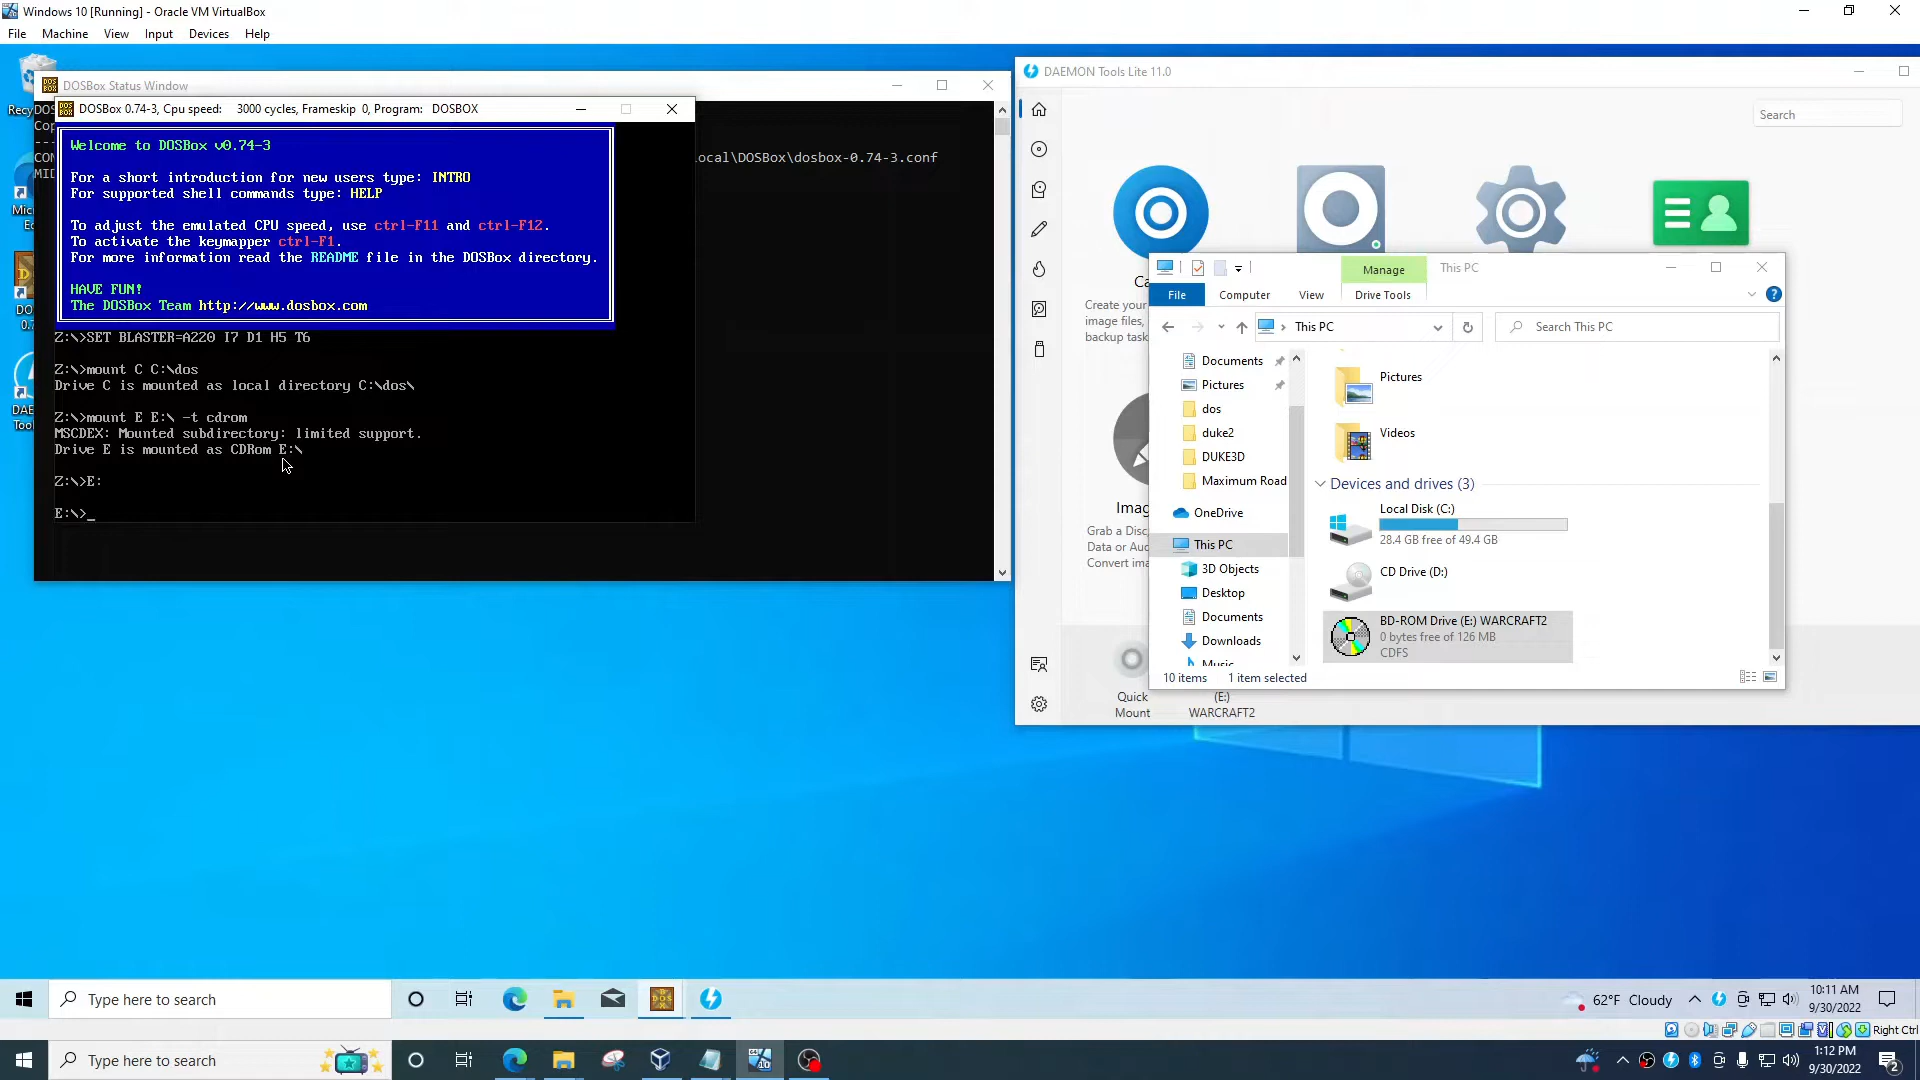 Windows 10 [Running] - Oracle VM VirtualBox
File Machine View Input Devices Help
DOSBox Status Window
DOSBox 0.74-3, Cpu speed: 3000 cycles, Frameskip 0, Program: DOSBOX
ocal\DOSBox\dosbox-0.74-3.conf
Welcome to DOSBox v0.74-3
For a short introduction for new users type: INTRO
For supported shell commands type: HELP
To adjust the emulated CPU speed, use ctrl-F11 and ctrl-F12.
To activate the keymapper ctrl-F1.
For more information read the README file in the DOSBox directory.
HAVE FUN!
The DOSBox Team http://www.dosbox.com
Z:\>SET BLASTER=A220 I7 D1 H5 T6
Z:\>mount C C:\dos
Drive C is mounted as local directory C:\dos\
Z:\>mount E E:\ -t cdrom
MSCDEX: Mounted subdirectory: limited support.
Drive E is mounted as CDRom E:\
Z:\>E:
E:\>_
DAEMON Tools Lite 11.0
Search
Create your
image files,
backup task
Imag
Grab a Disc
Data or Aud
Convert ima
Quick
Mount
(E:)
WARCRAFT2
Manage
This PC
File Computer View Drive Tools
This PC
Search This PC
Documents
Pictures
dos
duke2
DUKE3D
Maximum Road
OneDrive
This PC
3D Objects
Desktop
Documents
Downloads
Music
Pictures
Videos
Devices and drives (3)
Local Disk (C:)
28.4 GB free of 49.4 GB
CD Drive (D:)
BD-ROM Drive (E:) WARCRAFT2
0 bytes free of 126 MB
CDFS
10 items 1 item selected
Type here to search
62°F Cloudy
10:11 AM
9/30/2022
Right Ctrl
Type here to search
1:12 PM
9/30/2022
2